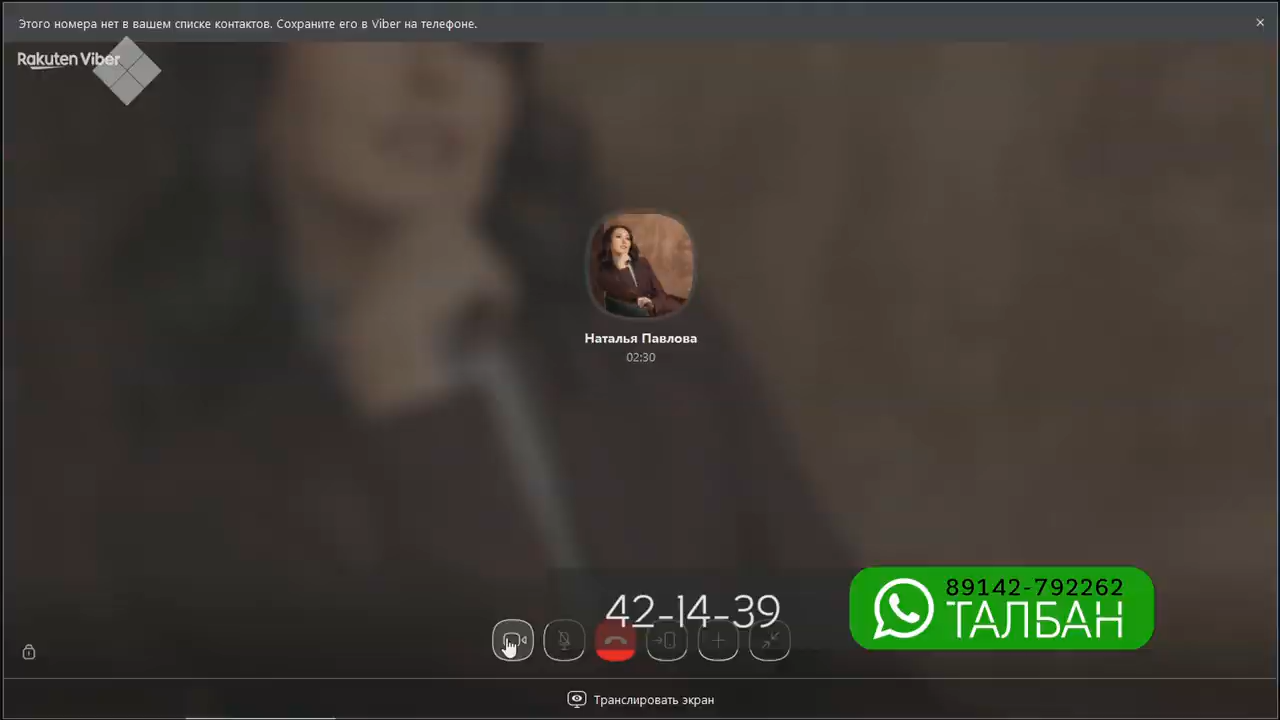 Этого номера нет в вашем списке контактов. Сохраните его в Viber на телефоне.
Rakuten Viber
Наталья Павлова
02:30
42-14-39
89142-792262
ТАЛБАН
Транслировать экран